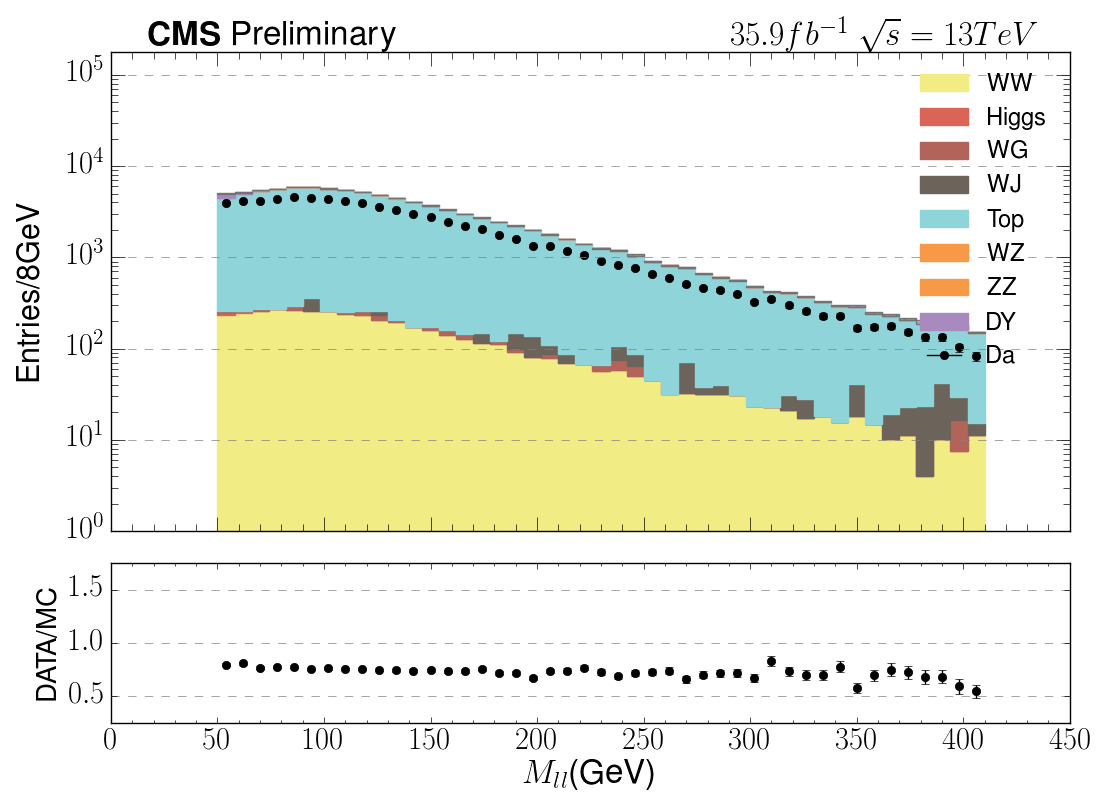 CMS Preliminary
35.9fb⁻¹ √s = 13TeV
Entries/8GeV
10⁵
10⁴
10³
10²
10¹
10⁰
WW
Higgs
WG
WJ
Top
WZ
ZZ
DY
Da
DATA/MC
1.5
1.0
0.5
0 50 100 150 200 250 300 350 400 450
M_ll(GeV)